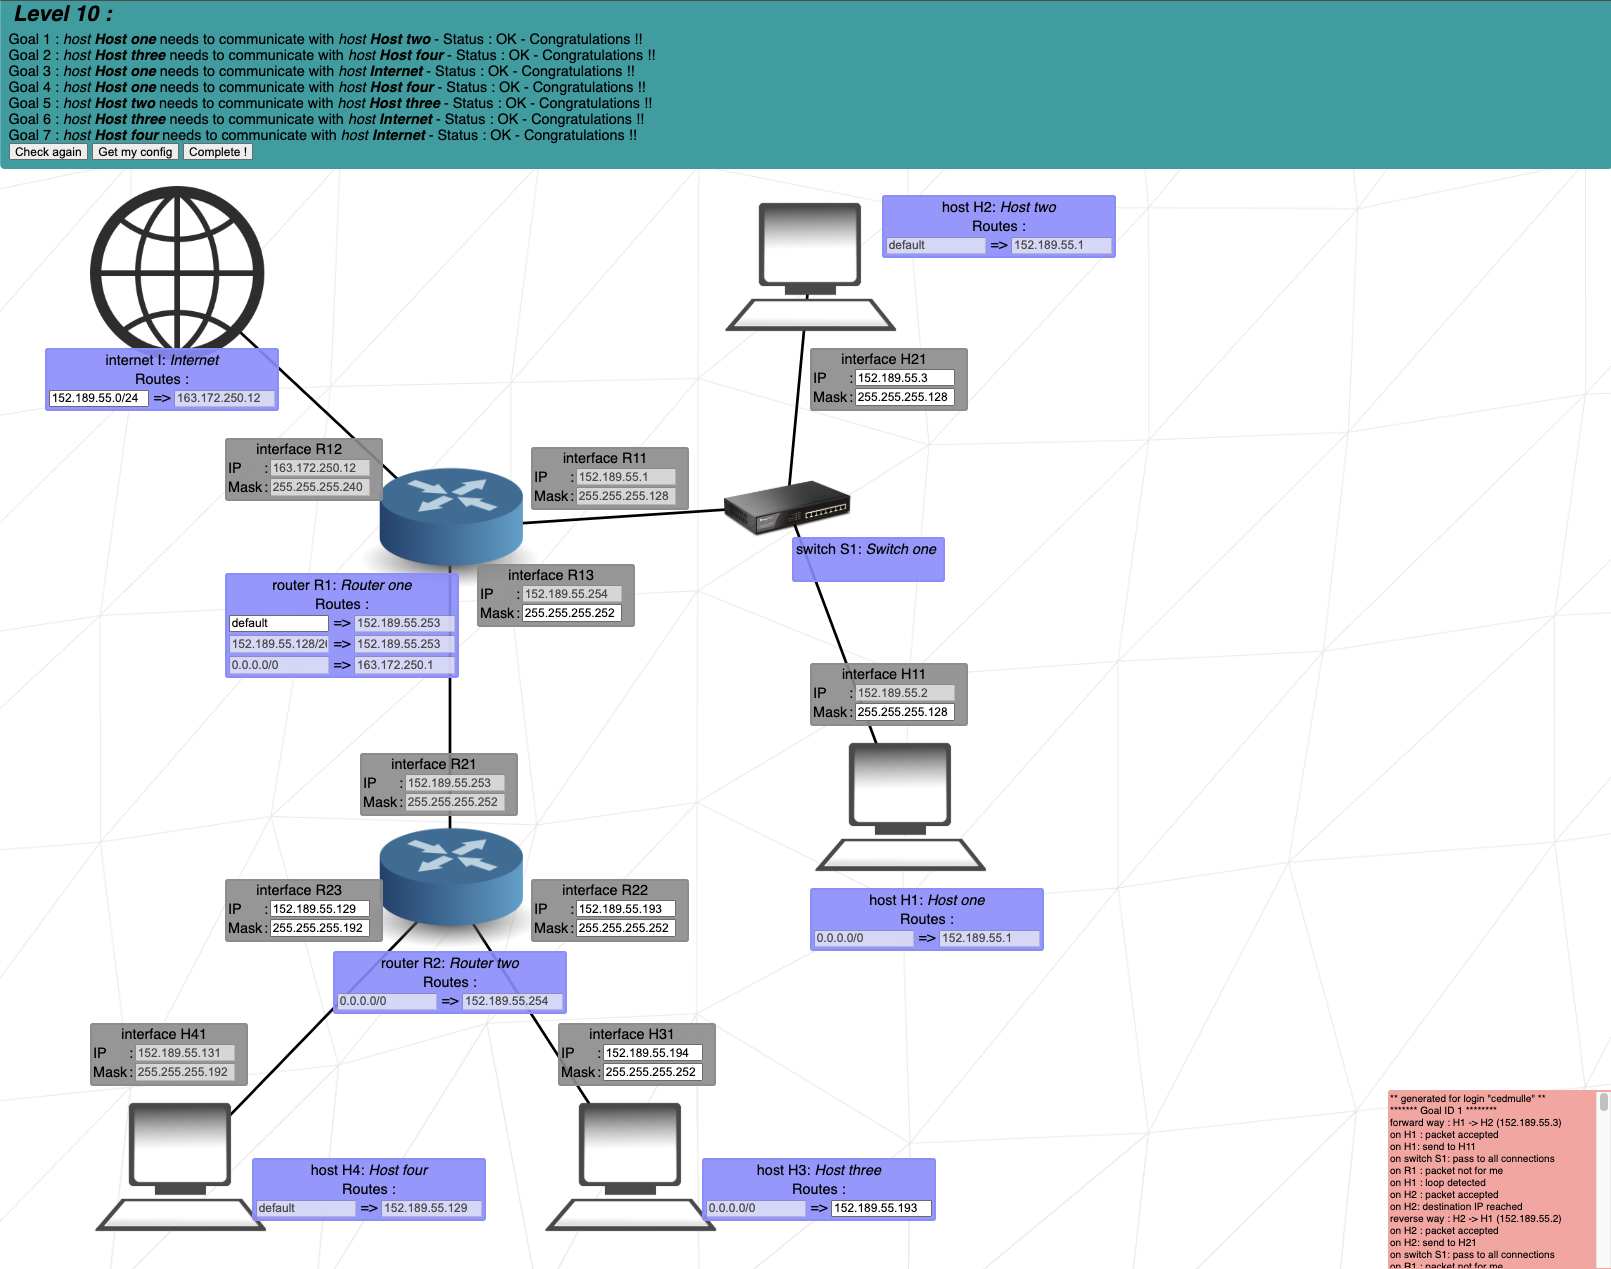 Level 10 :
Goal 1 : host Host one needs to communicate with host Host two - Status : OK - Congratulations !!
Goal 2 : host Host three needs to communicate with host Host four - Status : OK - Congratulations !!
Goal 3 : host Host one needs to communicate with host Internet - Status : OK - Congratulations !!
Goal 4 : host Host one needs to communicate with host Host four - Status : OK - Congratulations !!
Goal 5 : host Host two needs to communicate with host Host three - Status : OK - Congratulations !!
Goal 6 : host Host three needs to communicate with host Internet - Status : OK - Congratulations !!
Goal 7 : host Host four needs to communicate with host Internet - Status : OK - Congratulations !!
Check again Get my config Complete !
host H2: Host two
Routes :
default => 152.189.55.1
internet I: Internet
Routes :
152.189.55.0/24 => 163.172.250.12
interface H21
IP : 152.189.55.3
Mask : 255.255.255.128
interface R12
IP : 163.172.250.12
Mask : 255.255.255.240
interface R11
IP : 152.189.55.1
Mask : 255.255.255.128
switch S1: Switch one
interface R13
IP : 152.189.55.254
Mask : 255.255.255.252
router R1: Router one
Routes :
default => 152.189.55.253
152.189.55.128/2 => 152.189.55.253
0.0.0.0/0 => 163.172.250.1
interface H11
IP : 152.189.55.2
Mask : 255.255.255.128
interface R21
IP : 152.189.55.253
Mask : 255.255.255.252
interface R23
IP : 152.189.55.129
Mask : 255.255.255.192
interface R22
IP : 152.189.55.193
Mask : 255.255.255.252
host H1: Host one
Routes :
0.0.0.0/0 => 152.189.55.1
router R2: Router two
Routes :
0.0.0.0/0 => 152.189.55.254
interface H41
IP : 152.189.55.131
Mask : 255.255.255.192
interface H31
IP : 152.189.55.194
Mask : 255.255.255.252
host H4: Host four
Routes :
default => 152.189.55.129
host H3: Host three
Routes :
0.0.0.0/0 => 152.189.55.193
** generated for login "cedmulle" **
******* Goal ID 1 ********
forward way : H1 -> H2 (152.189.55.3)
on H1 : packet accepted
on H1: send to H11
on switch S1: pass to all connections
on R1 : packet not for me
on H1 : loop detected
on H2 : packet accepted
on H2: destination IP reached
reverse way : H2 -> H1 (152.189.55.2)
on H2 : packet accepted
on H2: send to H21
on switch S1: pass to all connections
on R1 : packet not for me